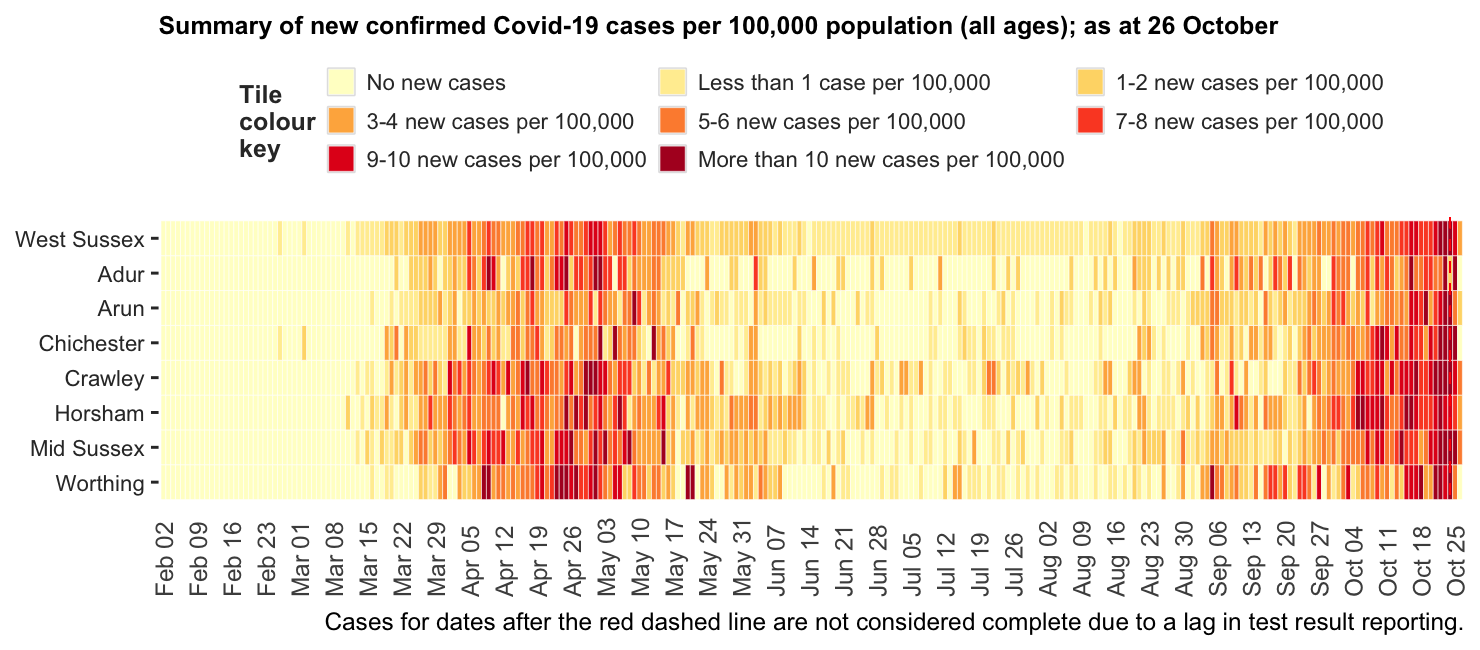 Summary of new confirmed Covid-19 cases per 100,000 population (all ages); as at 26 October
Tile
colour
key
No new cases
Less than 1 case per 100,000
1-2 new cases per 100,000
3-4 new cases per 100,000
5-6 new cases per 100,000
7-8 new cases per 100,000
9-10 new cases per 100,000
More than 10 new cases per 100,000
West Sussex
Adur
Arun
Chichester
Crawley
Horsham
Mid Sussex
Worthing
Feb 02
Feb 09
Feb 16
Feb 23
Mar 01
Mar 08
Mar 15
Mar 22
Mar 29
Apr 05
Apr 12
Apr 19
Apr 26
May 03
May 10
May 17
May 24
May 31
Jun 07
Jun 14
Jun 21
Jun 28
Jul 05
Jul 12
Jul 19
Jul 26
Aug 02
Aug 09
Aug 16
Aug 23
Aug 30
Sep 06
Sep 13
Sep 20
Sep 27
Oct 04
Oct 11
Oct 18
Oct 25
Cases for dates after the red dashed line are not considered complete due to a lag in test result reporting.